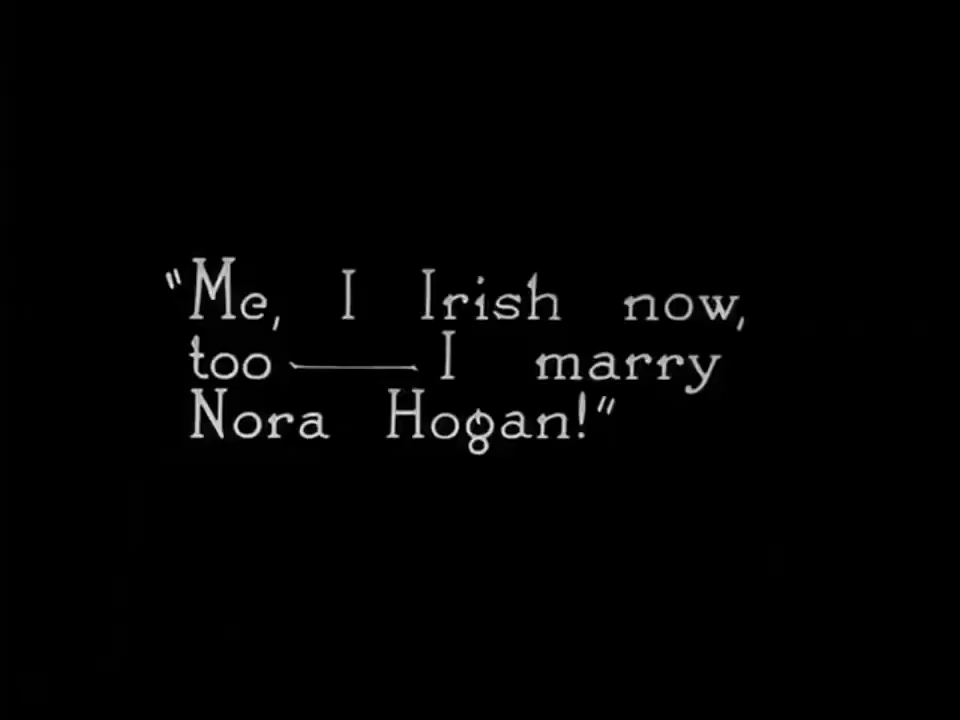 "Me, I Irish now,
too —— I marry
Nora Hogan!"